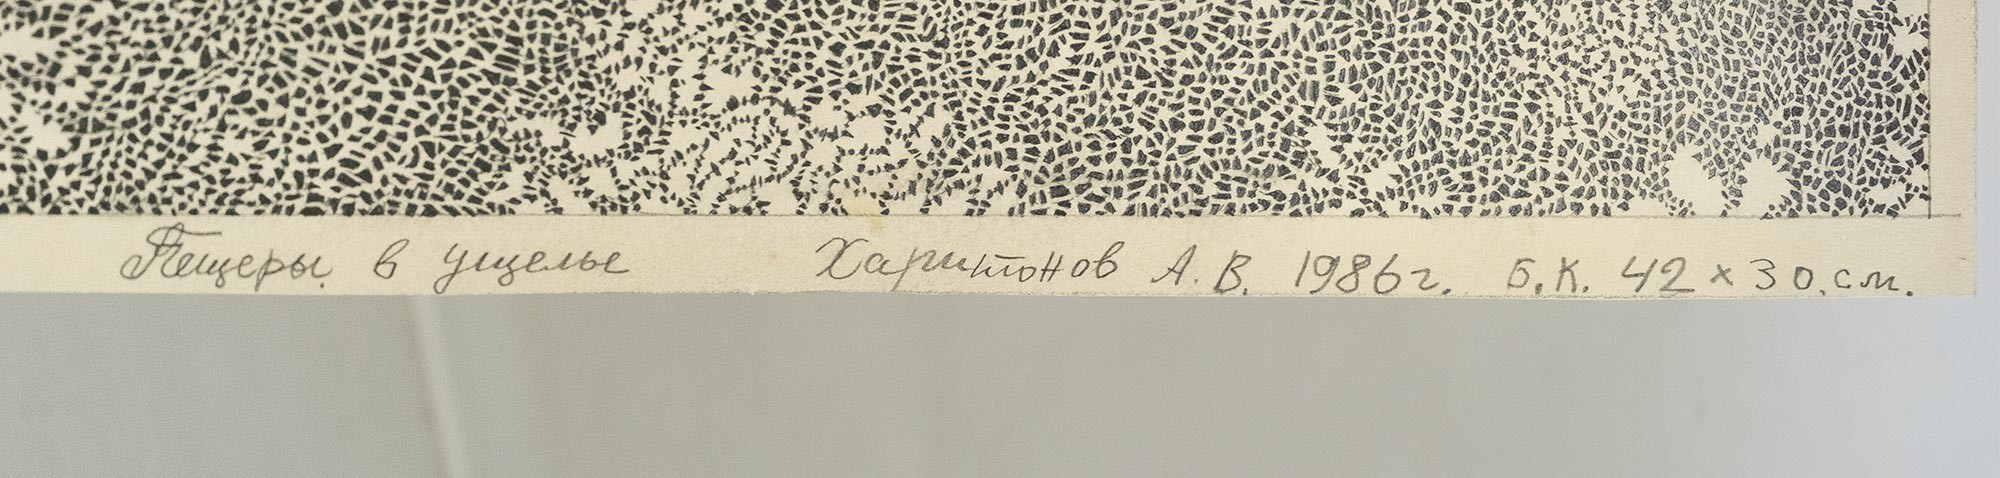 Пещеры в ущелье Харитонов А.В. 1986г. Б.К. 42 x 30.см.